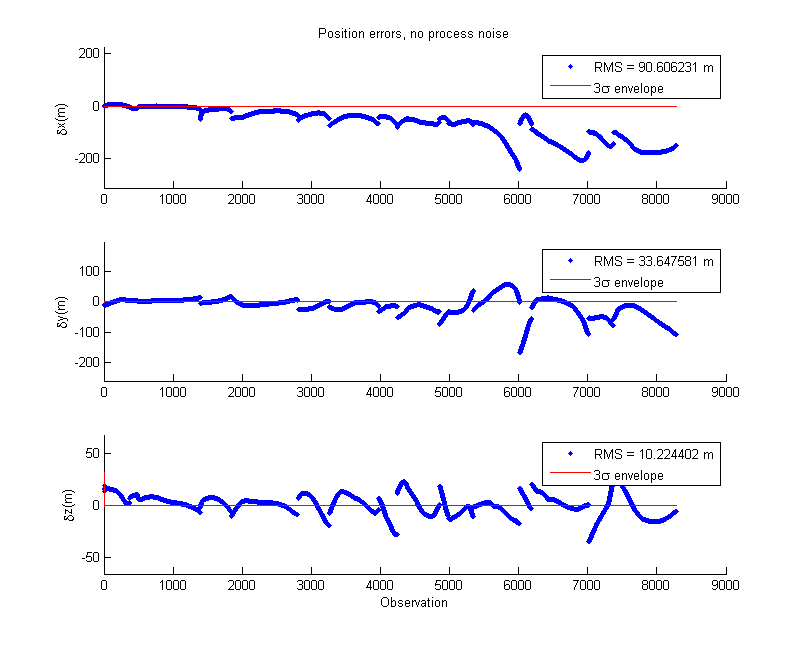 Position errors, no process noise
200
0
-200
δx(m)
RMS = 90.606231 m
3σ envelope
0 1000 2000 3000 4000 5000 6000 7000 8000 9000
100
0
-100
-200
δy(m)
RMS = 33.647581 m
3σ envelope
0 1000 2000 3000 4000 5000 6000 7000 8000 9000
50
0
-50
δz(m)
RMS = 10.224402 m
3σ envelope
0 1000 2000 3000 4000 5000 6000 7000 8000 9000
Observation